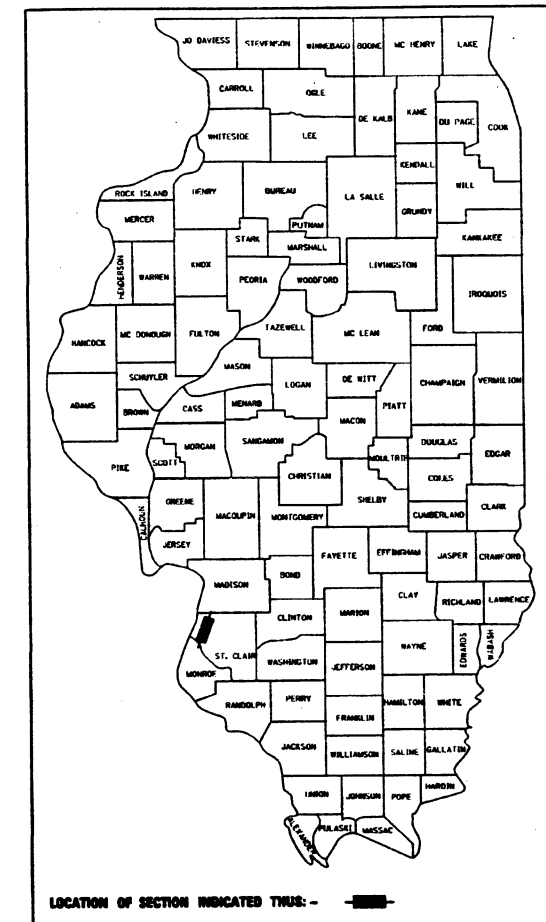 JO DAVIESS STEVENSON WINNEBAGO BOONE MC HENRY LAKE
CARROLL OGLE DE KALB KANE DU PAGE COOK
WHITESIDE LEE KENDALL WILL
ROCK ISLAND HENRY BUREAU LA SALLE GRUNDY
MERCER PUTNAM KANKAKEE
STARK MARSHALL
HENDERSON WARREN KNOX PEORIA WOODFORD LIVINGSTON IROQUOIS
HANCOCK MC DONOUGH FULTON TAZEWELL MC LEAN FORD
SCHUYLER MASON LOGAN DE WITT CHAMPAIGN VERMILION
ADAMS BROWN CASS MENARD MACON PIATT
PIKE SCOTT MORGAN SANGAMON MOULTRIE DOUGLAS EDGAR
CHRISTIAN COLES
CALHOUN GREENE MACOUPIN MONTGOMERY SHELBY CUMBERLAND CLARK
JERSEY FAYETTE EFFINGHAM JASPER CRAWFORD
MADISON BOND CLAY RICHLAND LAWRENCE
CLINTON MARION
ST. CLAIR WASHINGTON JEFFERSON WAYNE EDWARDS WABASH
MONROE
RANDOLPH PERRY HAMILTON WHITE
FRANKLIN
JACKSON WILLIAMSON SALINE GALLATIN
UNION JOHNSON POPE HARDIN
ALEXANDER PULASKI MASSAC
LOCATION OF SECTION INDICATED THUS: -